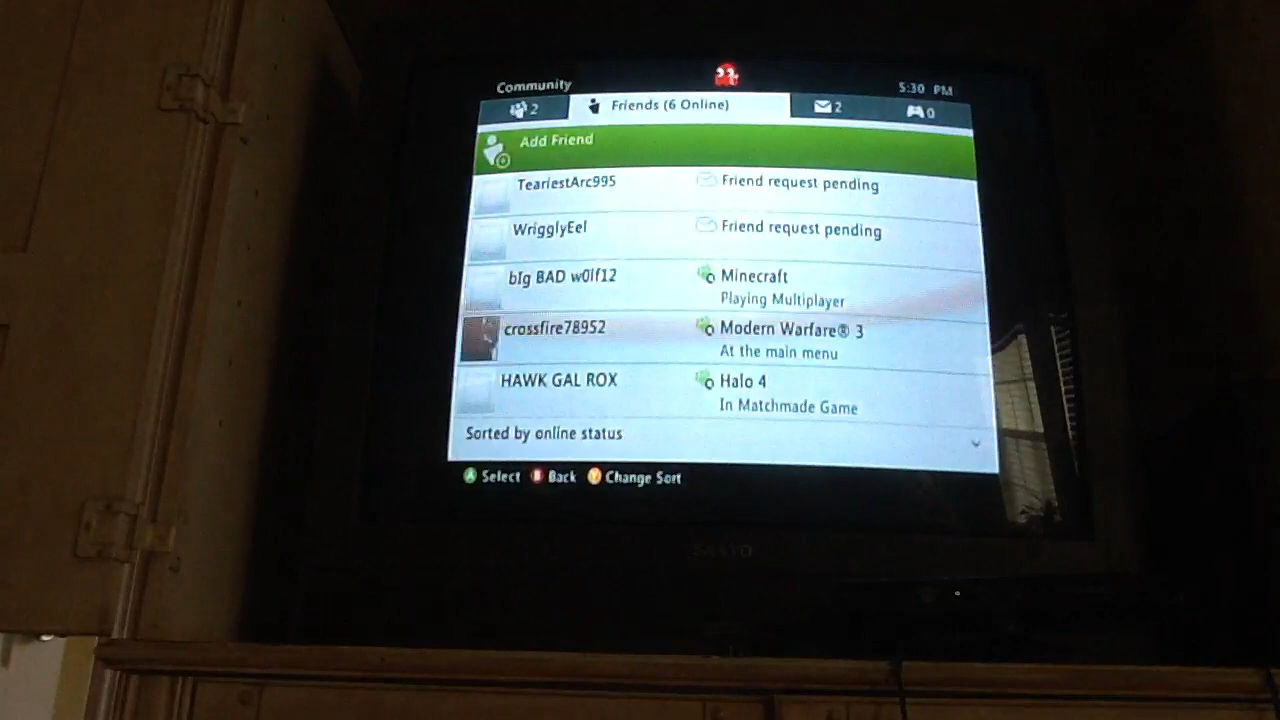 Community 5:30 PM
2 Friends (6 Online) 2 0
Add Friend
TeariestArc995 Friend request pending
WrigglyEel Friend request pending
bIg BAD w0lf12 Minecraft
Playing Multiplayer
crossfire78952 Modern Warfare® 3
At the main menu
HAWK GAL ROX Halo 4
In Matchmade Game
Sorted by online status
A Select B Back Y Change Sort
SANYO